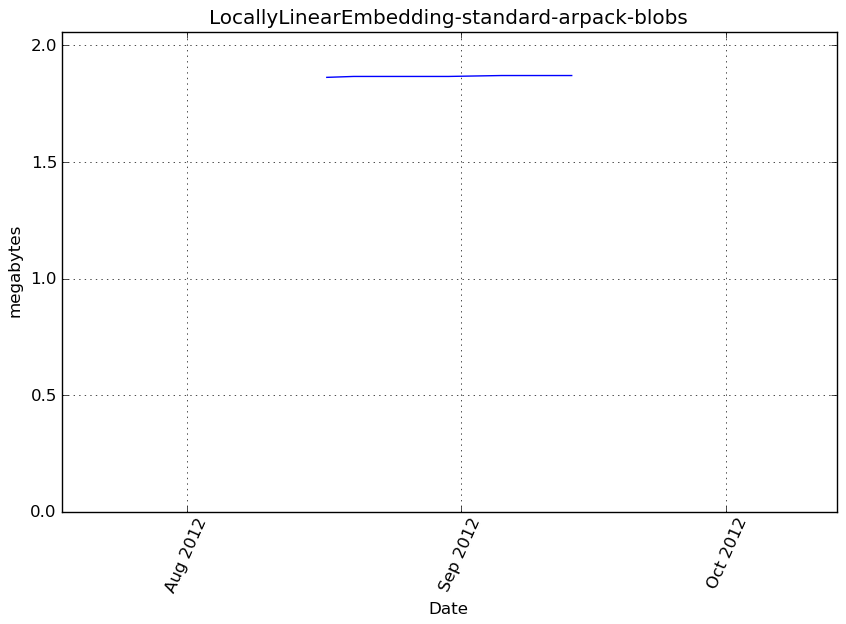 LocallyLinearEmbedding-standard-arpack-blobs
2.0
1.5
1.0
0.5
0.0
megabytes
Aug 2012
Sep 2012
Oct 2012
Date